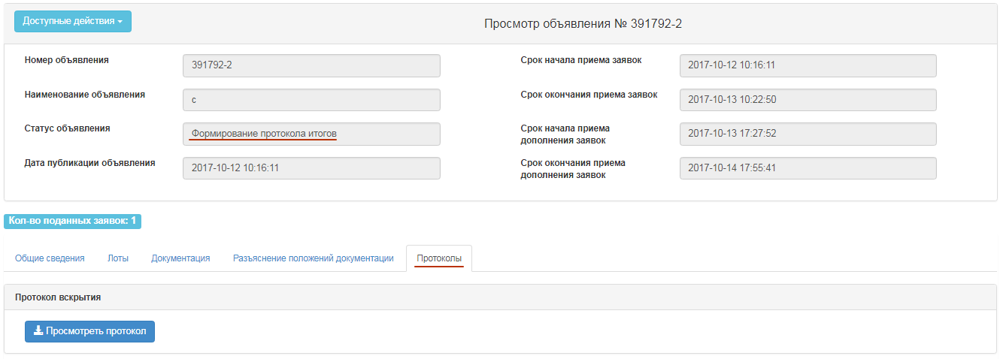 Доступные действия
Просмотр объявления № 391792-2
Номер объявления
391792-2
Срок начала приема заявок
2017-10-12 10:16:11
Наименование объявления
с
Срок окончания приема заявок
2017-10-13 10:22:50
Статус объявления
Формирование протокола итогов
Срок начала приема
дополнения заявок
2017-10-13 17:27:52
Дата публикации объявления
2017-10-12 10:16:11
Срок окончания приема
дополнения заявок
2017-10-14 17:55:41
Кол-во поданных заявок: 1
Общие сведения
Лоты
Документация
Разъяснение положений документации
Протоколы
Протокол вскрытия
Просмотреть протокол